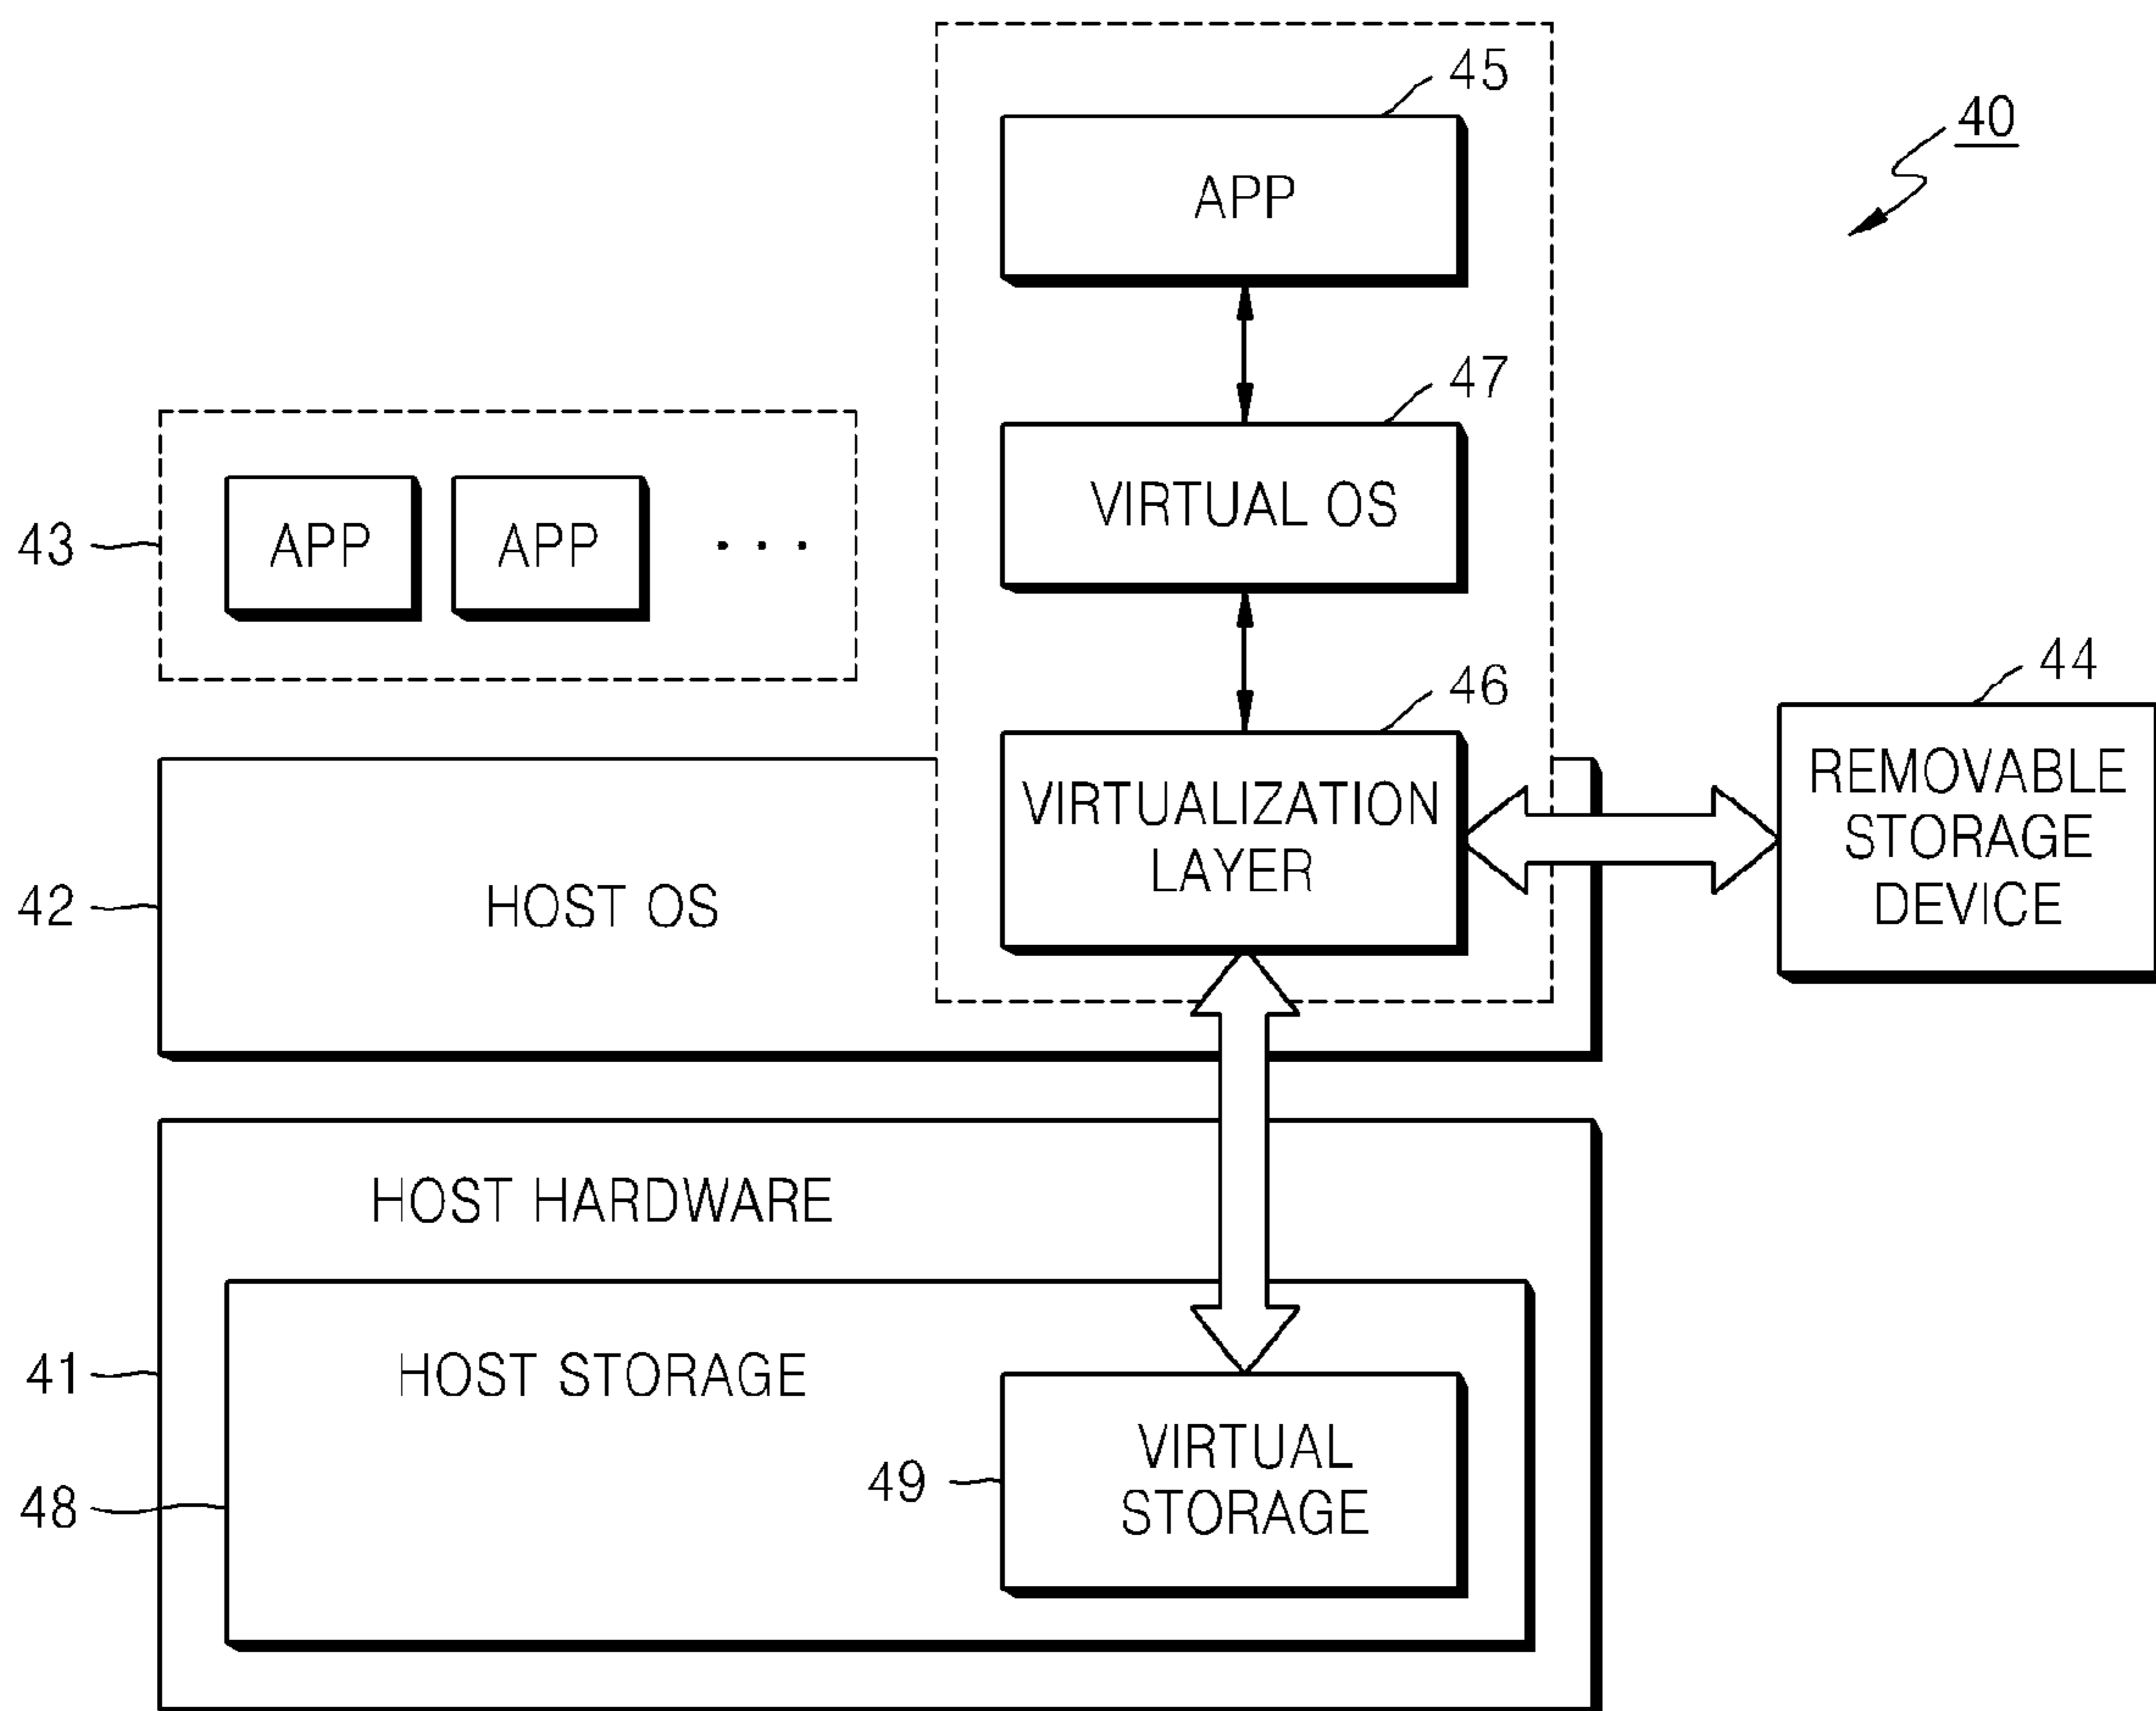 45
40
APP
47
VIRTUAL OS
43
APP
APP
. . .
46
44
VIRTUALIZATION
LAYER
REMOVABLE
STORAGE
DEVICE
42
HOST OS
HOST HARDWARE
41
HOST STORAGE
48
49
VIRTUAL
STORAGE